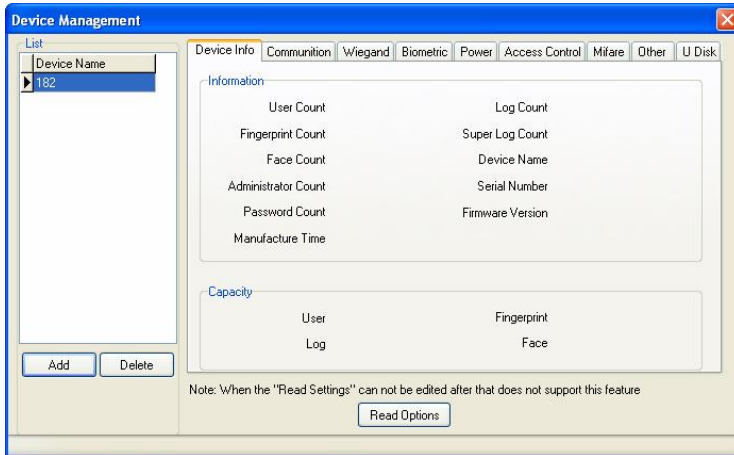 Device Management
List
Device Name
182
Add Delete
Device Info Communition Wiegand Biometric Power Access Control Mifare Other U Disk
Information
User Count Log Count
Fingerprint Count Super Log Count
Face Count Device Name
Administrator Count Serial Number
Password Count Firmware Version
Manufacture Time
Capacity
User Fingerprint
Log Face
Note: When the "Read Settings" can not be edited after that does not support this feature
Read Options